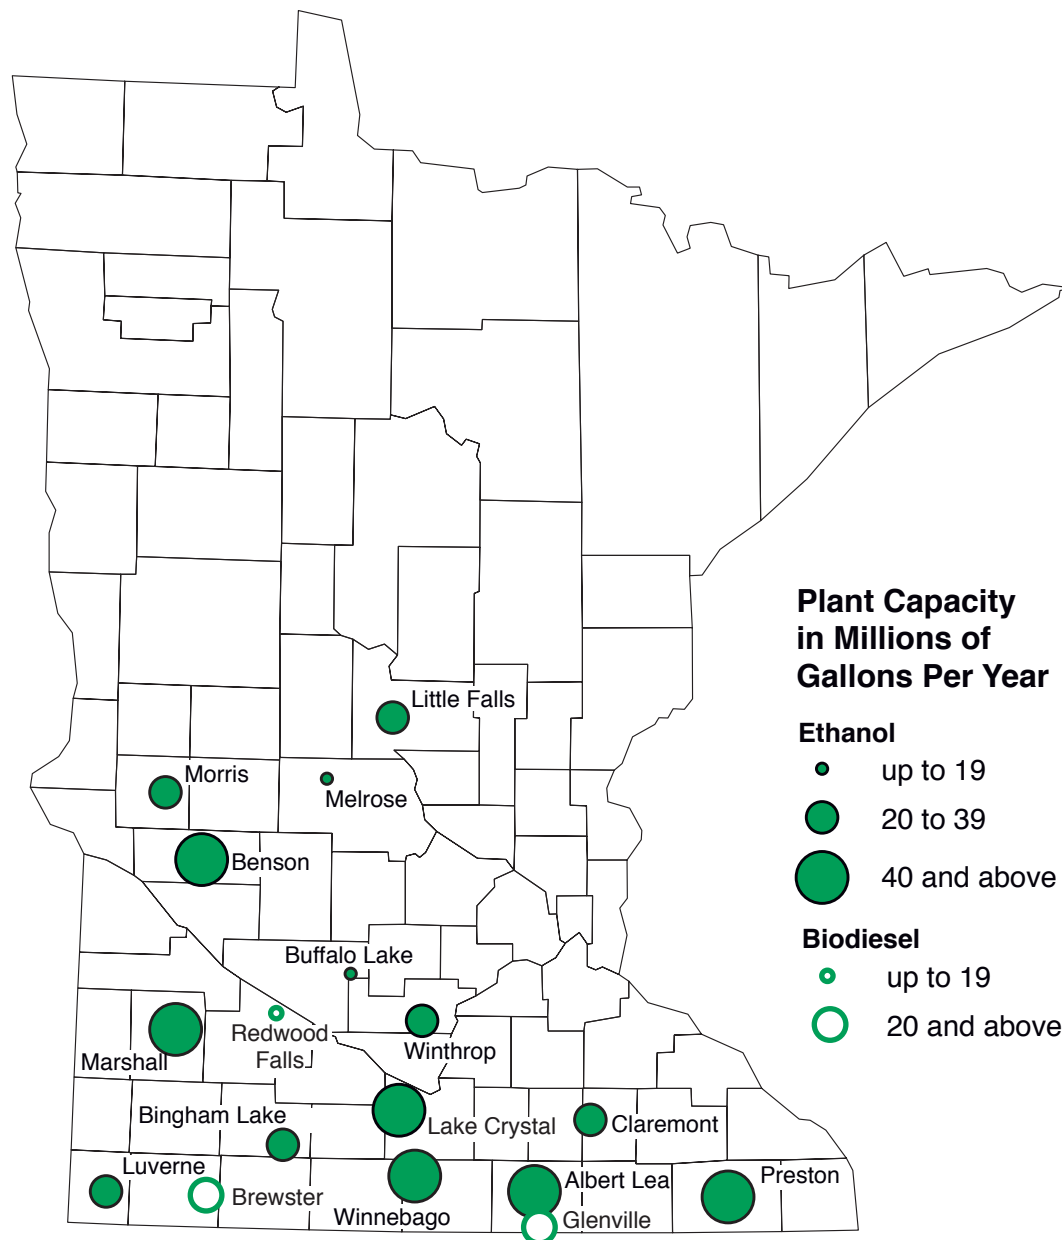 Little Falls
Morris
Melrose
Benson
Buffalo Lake
Redwood
Falls
Marshall
Winthrop
Bingham Lake
Lake Crystal
Claremont
Luverne
Brewster
Winnebago
Albert Lea
Glenville
Preston
Plant Capacity
in Millions of
Gallons Per Year
Ethanol
up to 19
20 to 39
40 and above
Biodiesel
up to 19
20 and above